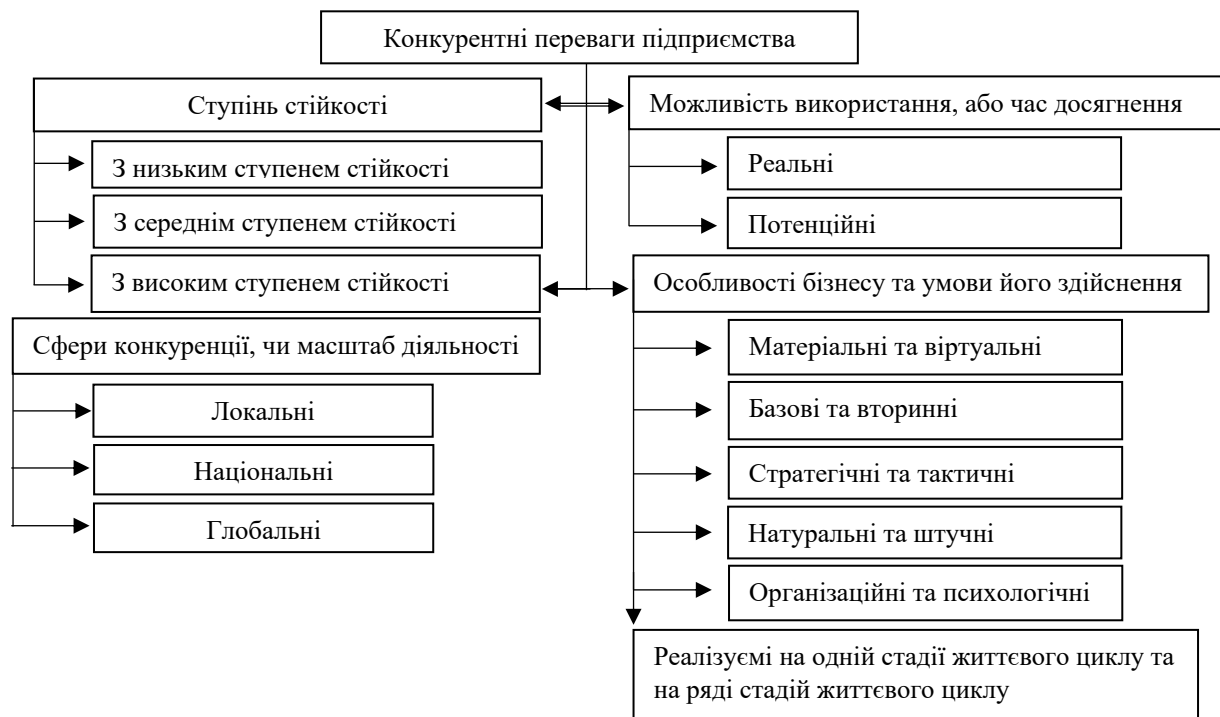 Конкурентні переваги підприємства
Ступінь стійкості
З низьким ступенем стійкості
З середнім ступенем стійкості
З високим ступенем стійкості
Сфери конкуренції, чи масштаб діяльності
Локальні
Національні
Глобальні
Можливість використання, або час досягнення
Реальні
Потенційні
Особливості бізнесу та умови його здійснення
Матеріальні та віртуальні
Базові та вторинні
Стратегічні та тактичні
Натуральні та штучні
Організаційні та психологічні
Реалізуємі на одній стадії життєвого циклу та
на ряді стадій життєвого циклу